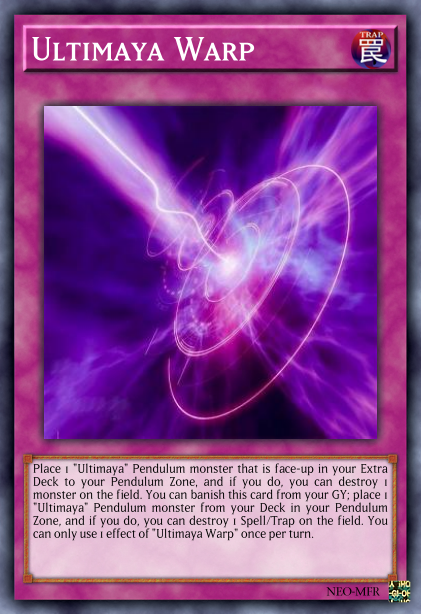 ULTIMAYA WARP
TRAP
罠
Place 1 "Ultimaya" Pendulum monster that is face-up in your Extra
Deck to your Pendulum Zone, and if you do, you can destroy 1
monster on the field. You can banish this card from your GY; place 1
"Ultimaya" Pendulum monster from your Deck in your Pendulum
Zone, and if you do, you can destroy 1 Spell/Trap on the field. You
can only use 1 effect of "Ultimaya Warp" once per turn.
NEO-MFR